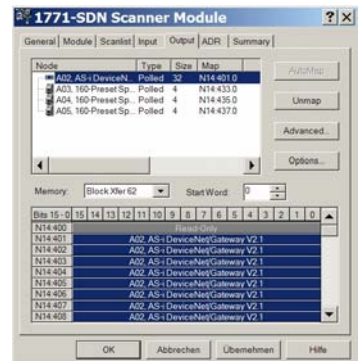 1771-SDN Scanner Module
General Module Scanlist Input Output ADR Summary
Node Type Size Map
A02, AS-i DeviceN... Polled 32 N14:401.0
A03, 160-Preset Sp... Polled 4 N14:433.0
A04, 160-Preset Sp... Polled 4 N14:435.0
A05, 160-Preset Sp... Polled 4 N14:437.0
AutoMap
Unmap
Advanced...
Options...
Memory: Block Xfer 62 Start Word: 0
Bits 15 - 0 15 14 13 12 11 10 9 8 7 6 5 4 3 2 1 0
N14:400 Read-Only
N14:401 A02, AS-i DeviceNet/Gateway V2.1
N14:402 A02, AS-i DeviceNet/Gateway V2.1
N14:403 A02, AS-i DeviceNet/Gateway V2.1
N14:404 A02, AS-i DeviceNet/Gateway V2.1
N14:405 A02, AS-i DeviceNet/Gateway V2.1
N14:406 A02, AS-i DeviceNet/Gateway V2.1
N14:407 A02, AS-i DeviceNet/Gateway V2.1
N14:408 A02, AS-i DeviceNet/Gateway V2.1
OK Abbrechen Übernehmen Hilfe